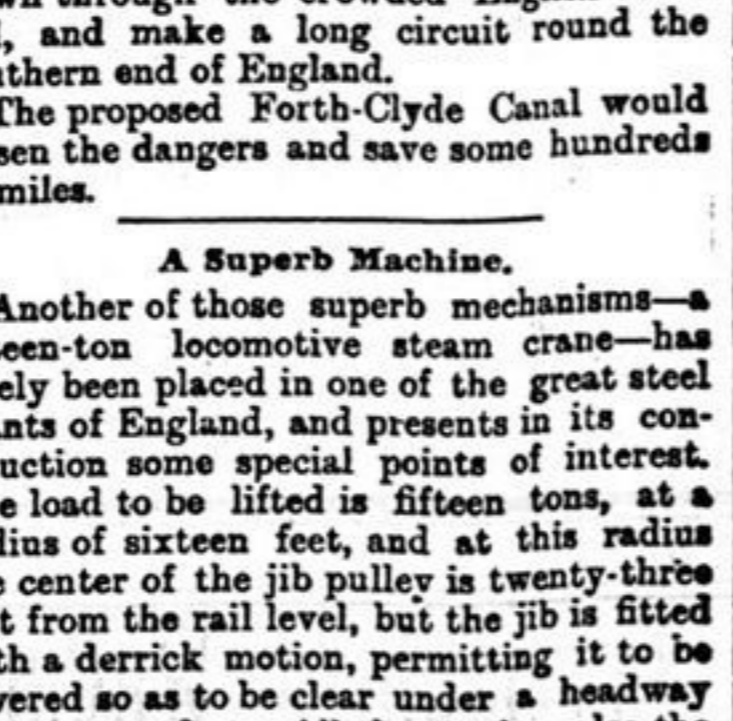 through the crowded
, and make a long circuit round the
thern end of England.
The proposed Forth-Clyde Canal would
sen the dangers and save some hundreds
miles.
A Superb Machine.
Another of those superb mechanisms—a
een-ton locomotive steam crane—has
ely been placed in one of the great steel
nts of England, and presents in its con-
uction some special points of interest.
e load to be lifted is fifteen tons, at a
dius of sixteen feet, and at this radius
e center of the jib pulley is twenty-three
t from the rail level, but the jib is fitted
th a derrick motion, permitting it to be
vered so as to be clear under a headway